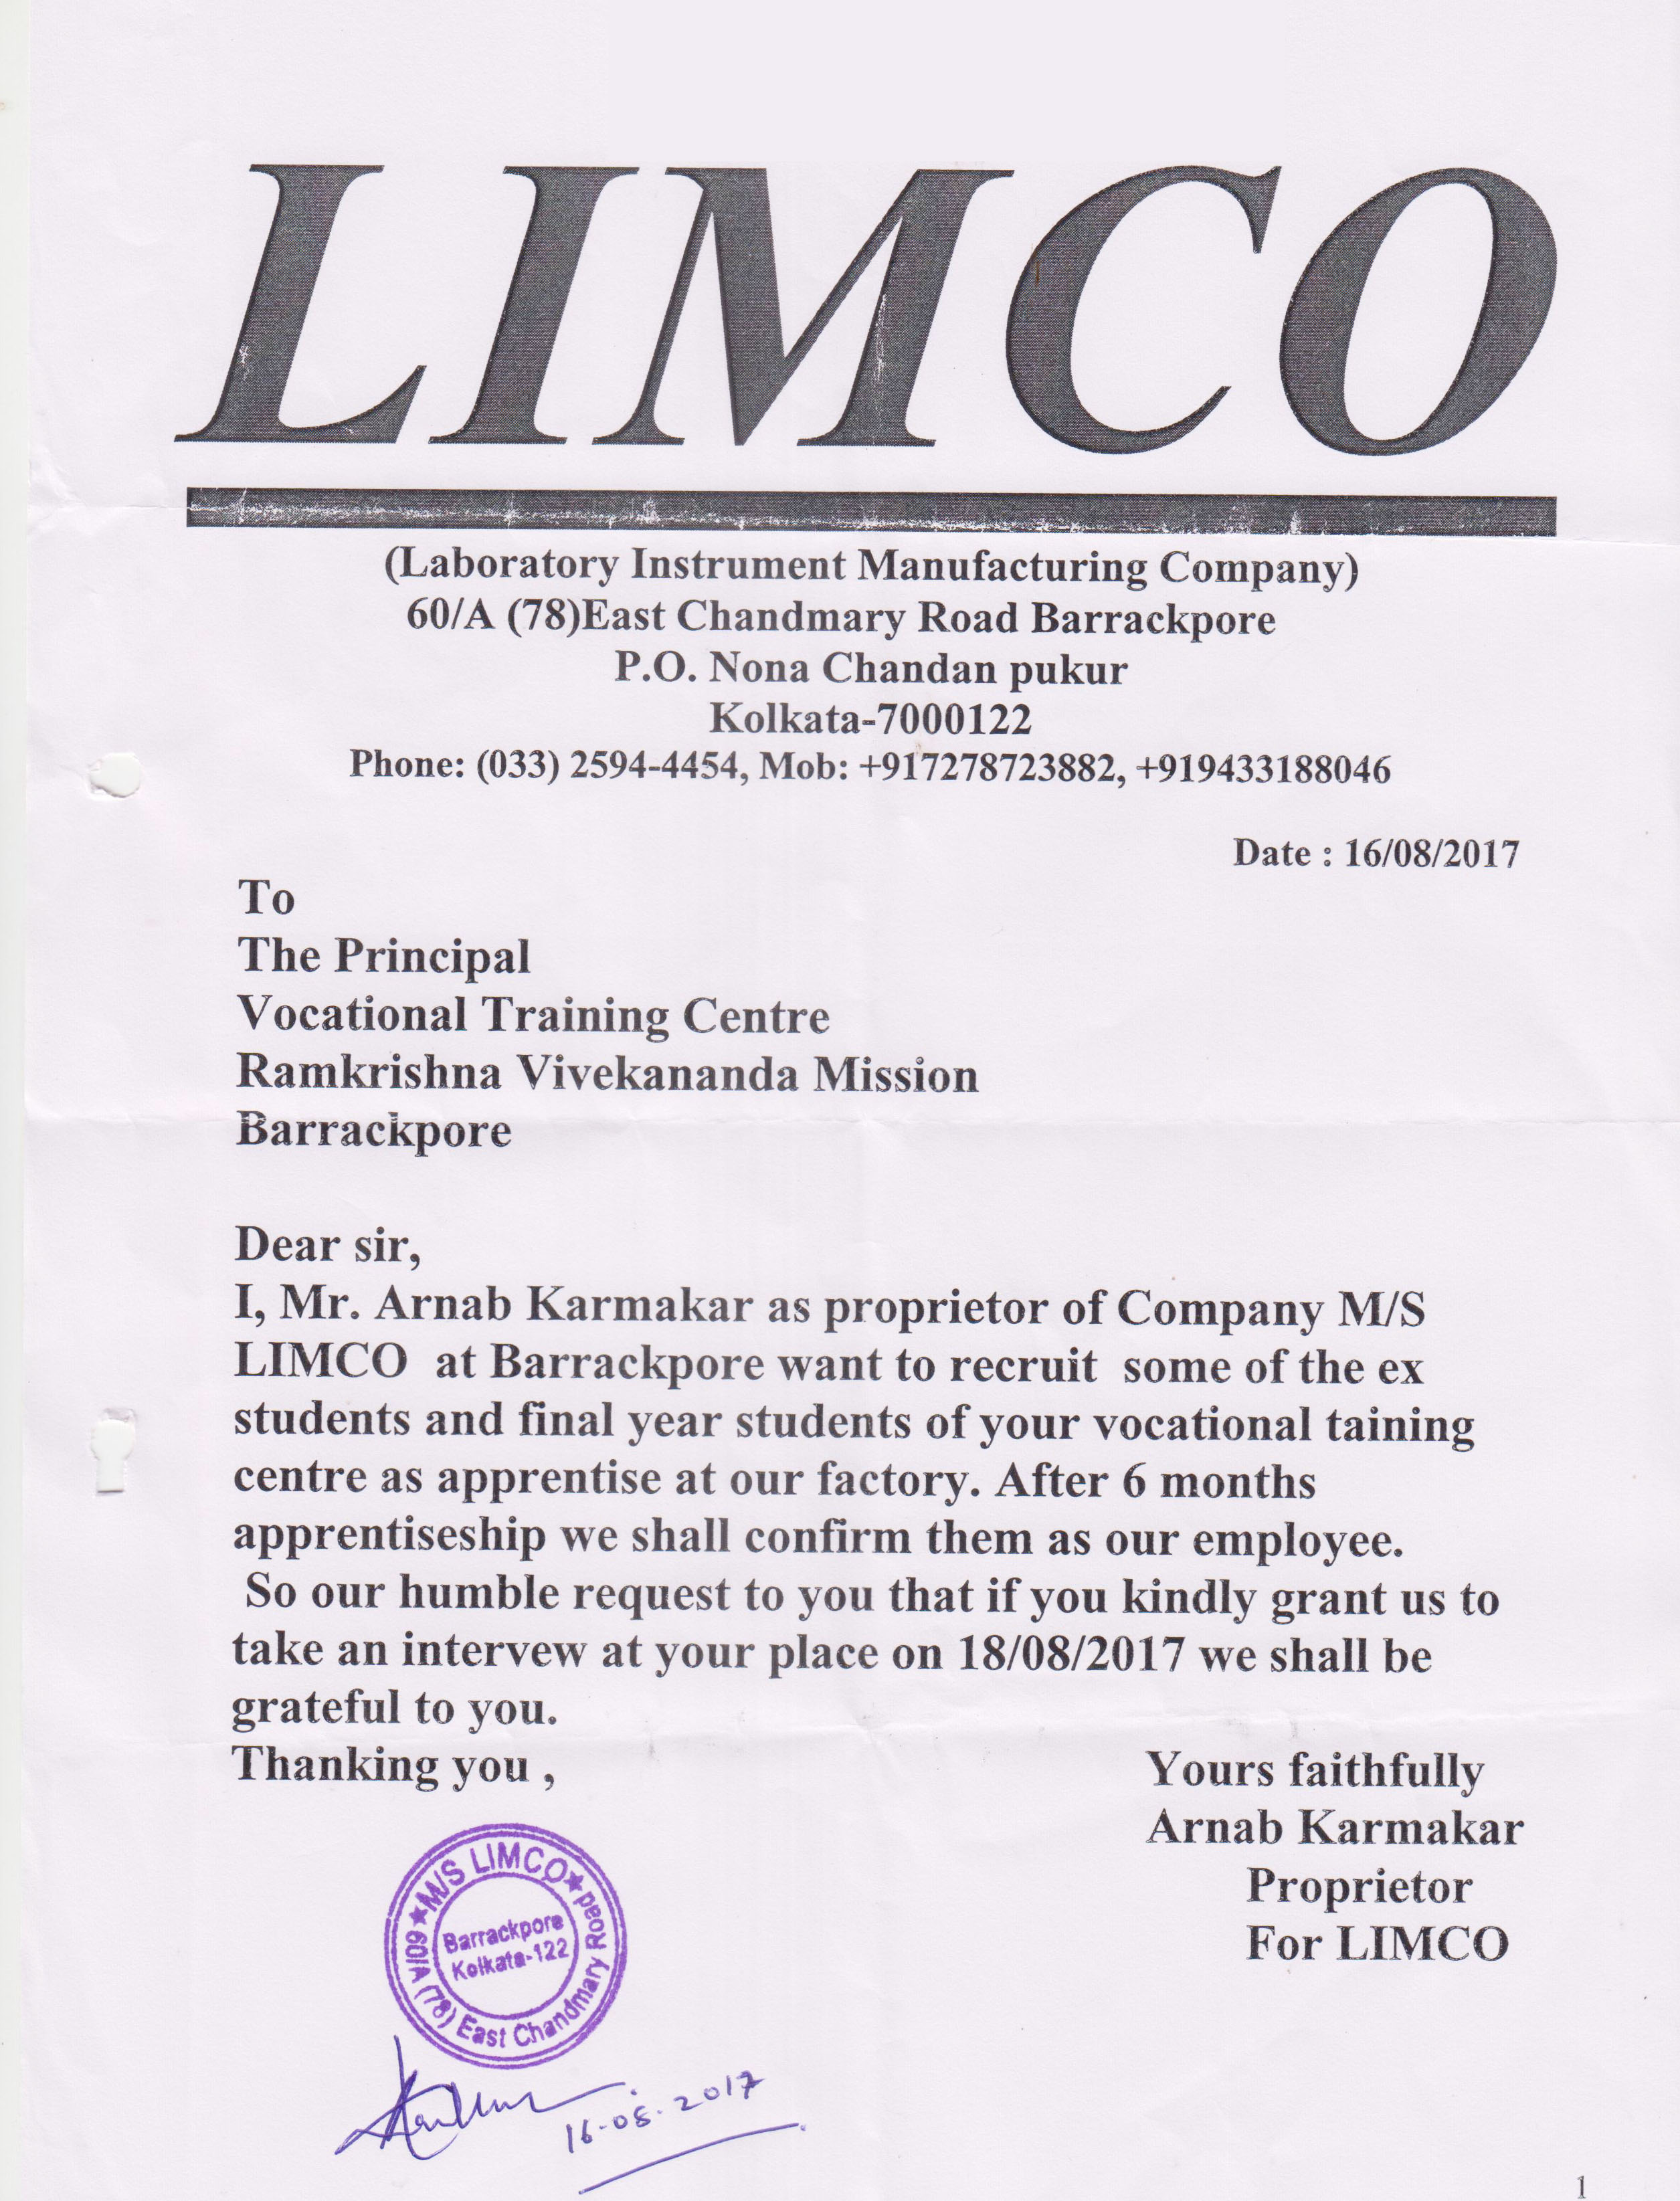 LIMCO
(Laboratory Instrument Manufacturing Company)
60/A (78)East Chandmary Road Barrackpore
P.O. Nona Chandan pukur
Kolkata-7000122
Phone: (033) 2594-4454, Mob: +917278723882, +919433188046
Date : 16/08/2017
To
The Principal
Vocational Training Centre
Ramkrishna Vivekananda Mission
Barrackpore
Dear sir,
I, Mr. Arnab Karmakar as proprietor of Company M/S
LIMCO at Barrackpore want to recruit some of the ex
students and final year students of your vocational taining
centre as apprentise at our factory. After 6 months
apprentiseship we shall confirm them as our employee.
So our humble request to you that if you kindly grant us to
take an intervew at your place on 18/08/2017 we shall be
grateful to you.
Thanking you ,
Yours faithfully
Arnab Karmakar
Proprietor
For LIMCO
★M/S LIMCO★
60/A (78) East Chandmary Road
Barrackpore
Kolkata-122
16-08-2017
1